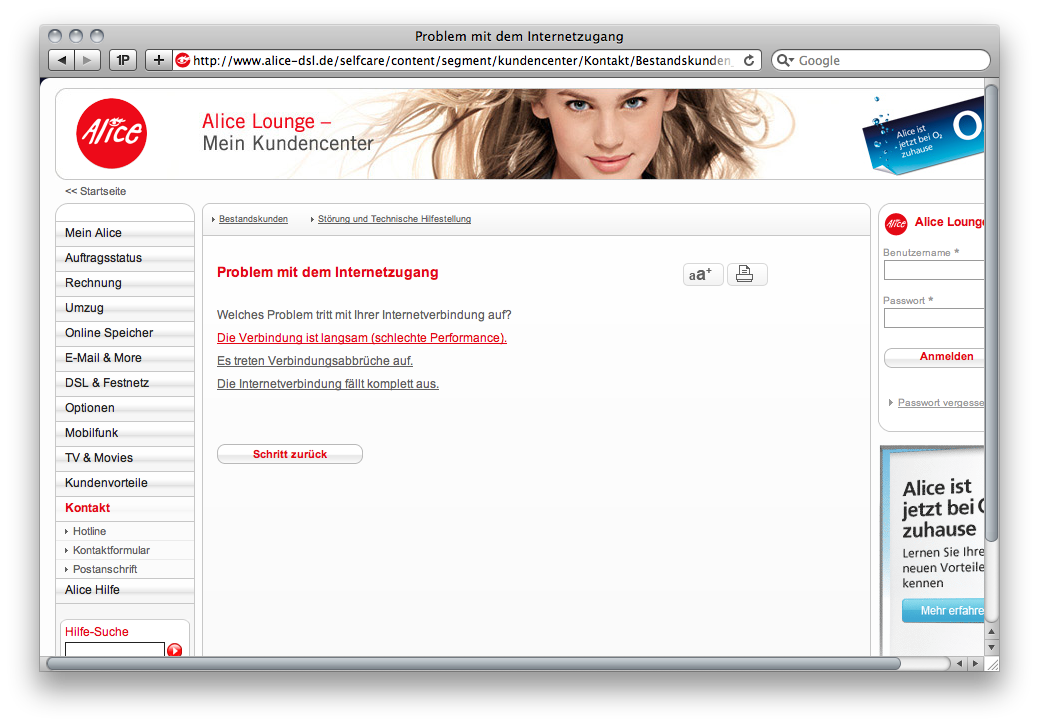 Problem mit dem Internetzugang
1P
+
http://www.alice-dsl.de/selfcare/content/segment/kundencenter/Kontakt/Bestandskunden_
Google
Alice
Alice Lounge –
Mein Kundencenter
Alice ist
jetzt bei O2
zuhause
O
<< Startseite
Mein Alice
Auftragsstatus
Rechnung
Umzug
Online Speicher
E-Mail & More
DSL & Festnetz
Optionen
Mobilfunk
TV & Movies
Kundenvorteile
Kontakt
Hotline
Kontaktformular
Postanschrift
Alice Hilfe
Hilfe-Suche
Bestandskunden
Störung und Technische Hilfestellung
Problem mit dem Internetzugang
aa+
Welches Problem tritt mit Ihrer Internetverbindung auf?
Die Verbindung ist langsam (schlechte Performance).
Es treten Verbindungsabbrüche auf.
Die Internetverbindung fällt komplett aus.
Schritt zurück
Alice
Alice Lounge
Benutzername *
Passwort *
Anmelden
Passwort vergesse
Alice ist
jetzt bei O
zuhause
Lernen Sie Ihre
neuen Vorteile
kennen
Mehr erfahre